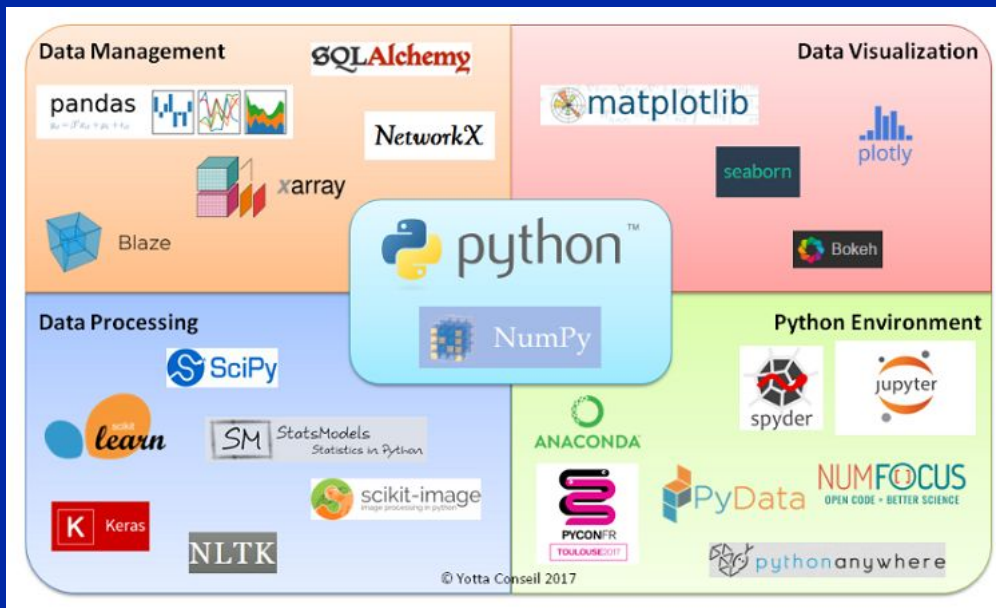 Data Management
SQLAlchemy
pandas
NetworkX
xarray
Blaze
Data Visualization
matplotlib
plotly
seaborn
Bokeh
python™
NumPy
Data Processing
SciPy
scikit
learn
SM StatsModels
Statistics in Python
scikit-image
image processing in python
K Keras
NLTK
Python Environment
spyder
jupyter
ANACONDA
PYCONFR
TOULOUSE2017
PyData
NUMFOCUS
OPEN CODE = BETTER SCIENCE
pythonanywhere
© Yotta Conseil 2017